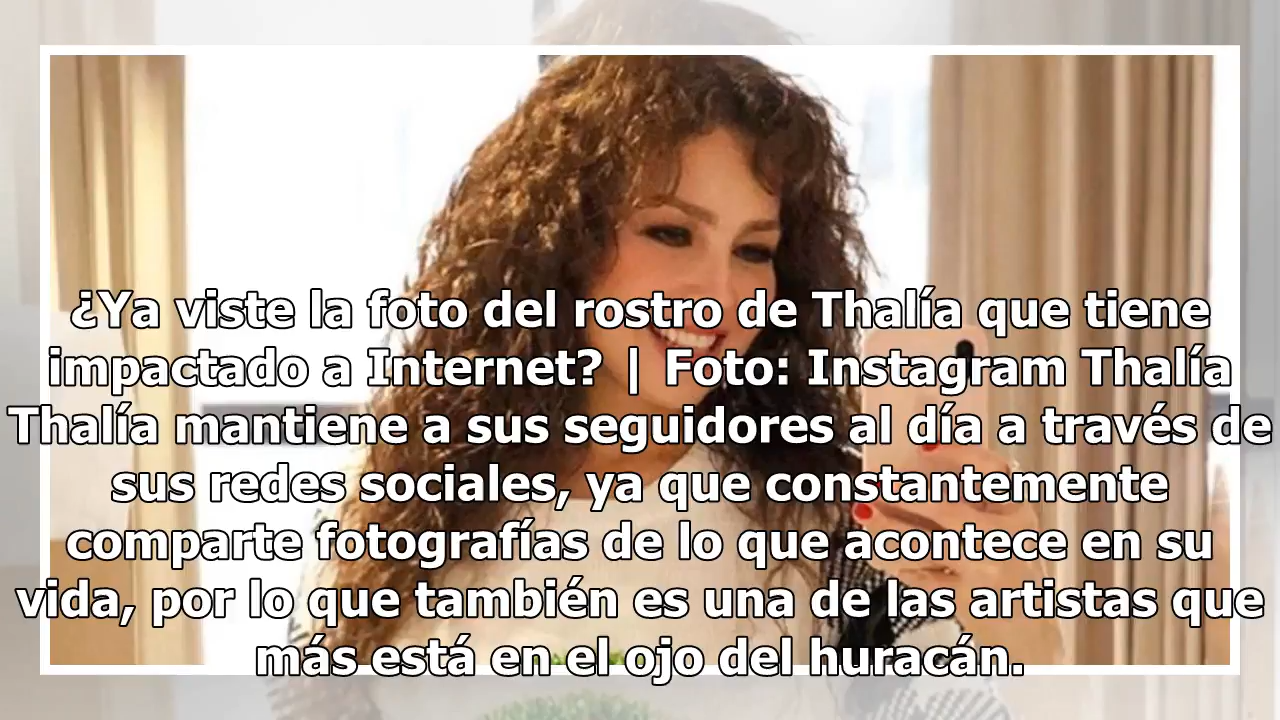 ¿Ya viste la foto del rostro de Thalía que tiene
impactado a Internet? | Foto: Instagram Thalía
Thalía mantiene a sus seguidores al día a través de
sus redes sociales, ya que constantemente
comparte fotografías de lo que acontece en su
vida, por lo que también es una de las artistas que
más está en el ojo del huracán.